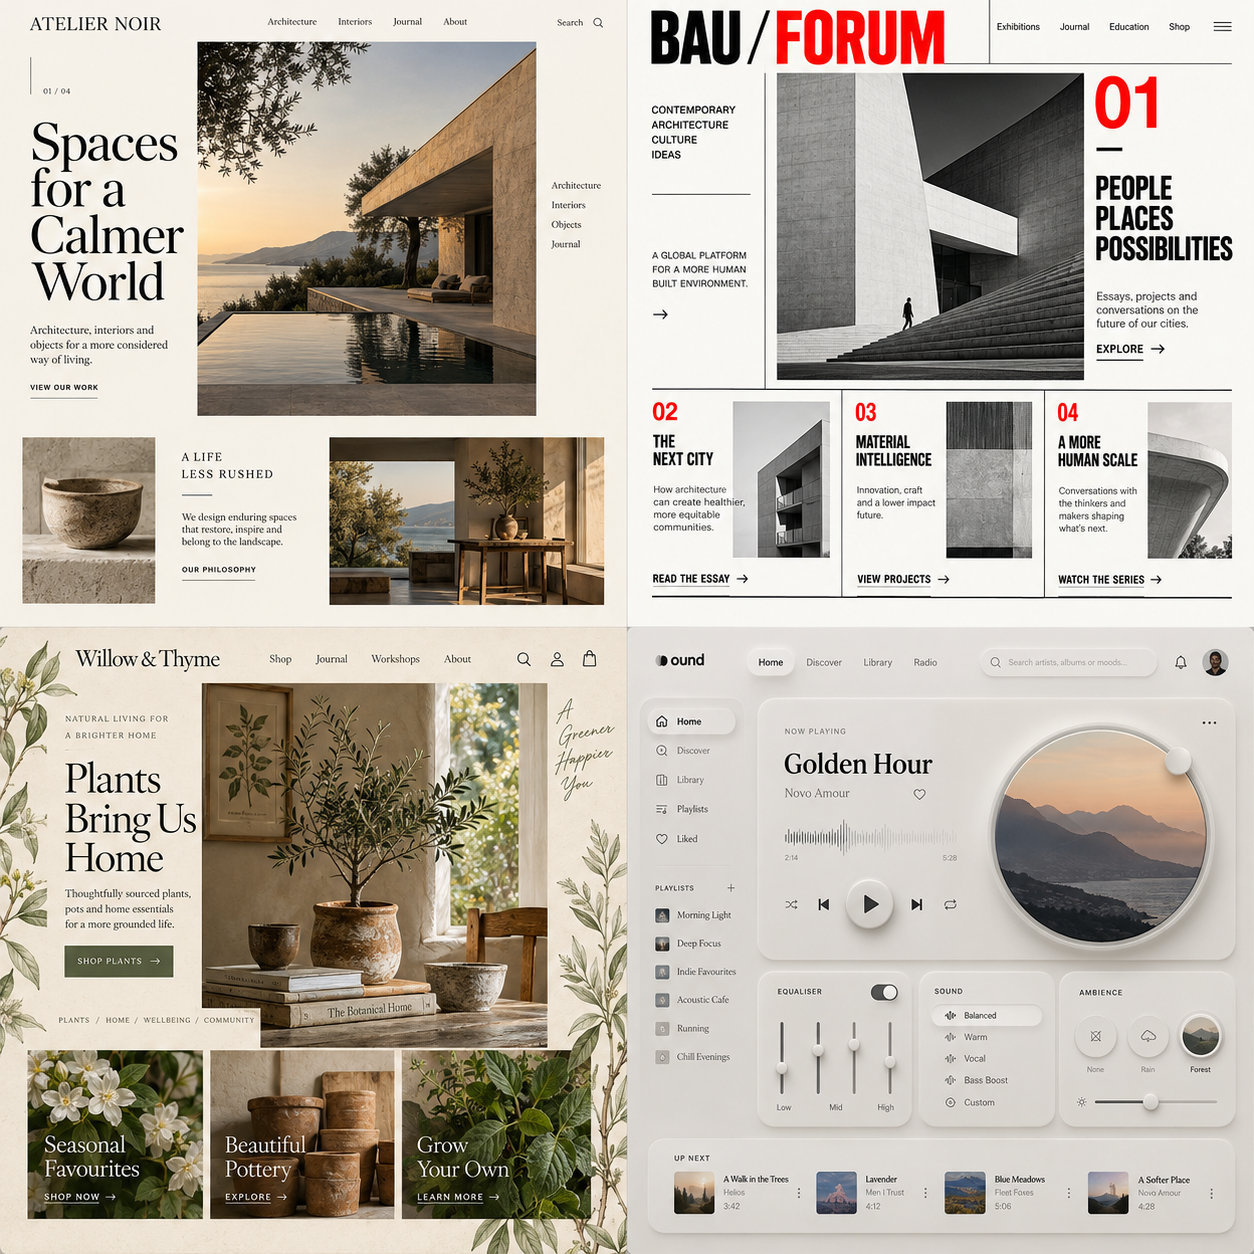 ATELIER NOIR
Architecture
Interiors
Journal
About
Search
01 / 04
Spaces
for a
Calmer
World
Architecture, interiors and
objects for a more considered
way of living.
VIEW OUR WORK
Architecture
Interiors
Objects
Journal
A LIFE
LESS RUSHED
We design enduring spaces
that restore, inspire and
belong to the landscape.
OUR PHILOSOPHY
BAU/FORUM
Exhibitions
Journal
Education
Shop
CONTEMPORARY
ARCHITECTURE
CULTURE
IDEAS
A GLOBAL PLATFORM
FOR A MORE HUMAN
BUILT ENVIRONMENT.
→
01
PEOPLE
PLACES
POSSIBILITIES
Essays, projects and
conversations on the
future of our cities.
EXPLORE →
02
THE
NEXT CITY
How architecture
can create healthier,
more equitable
communities.
READ THE ESSAY →
03
MATERIAL
INTELLIGENCE
Innovation, craft
and a lower impact
future.
VIEW PROJECTS →
04
A MORE
HUMAN SCALE
Conversations with
the thinkers and
makers shaping
what's next.
WATCH THE SERIES →
Willow & Thyme
Shop
Journal
Workshops
About
NATURAL LIVING FOR
A BRIGHTER HOME
Plants
Bring Us
Home
Thoughtfully sourced plants,
pots and home essentials
for a more grounded life.
SHOP PLANTS →
A
Greener
Happier
You
The Botanical Home
PLANTS / HOME / WELLBEING / COMMUNITY
Seasonal
Favourites
SHOP NOW →
Beautiful
Pottery
EXPLORE →
Grow
Your Own
LEARN MORE →
ound
Home
Discover
Library
Radio
Search artists, albums or moods...
Home
Discover
Library
Playlists
Liked
PLAYLISTS +
Morning Light
Deep Focus
Indie Favourites
Acoustic Cafe
Running
Chill Evenings
NOW PLAYING
Golden Hour
Novo Amour
2:14
5:28
EQUALISER
Low
Mid
High
SOUND
Balanced
Warm
Vocal
Bass Boost
Custom
AMBIENCE
None
Rain
Forest
UP NEXT
A Walk in the Trees
Helios
3:42
Lavender
Men I Trust
4:12
Blue Meadows
Fleet Foxes
5:06
A Softer Place
Novo Amour
4:28